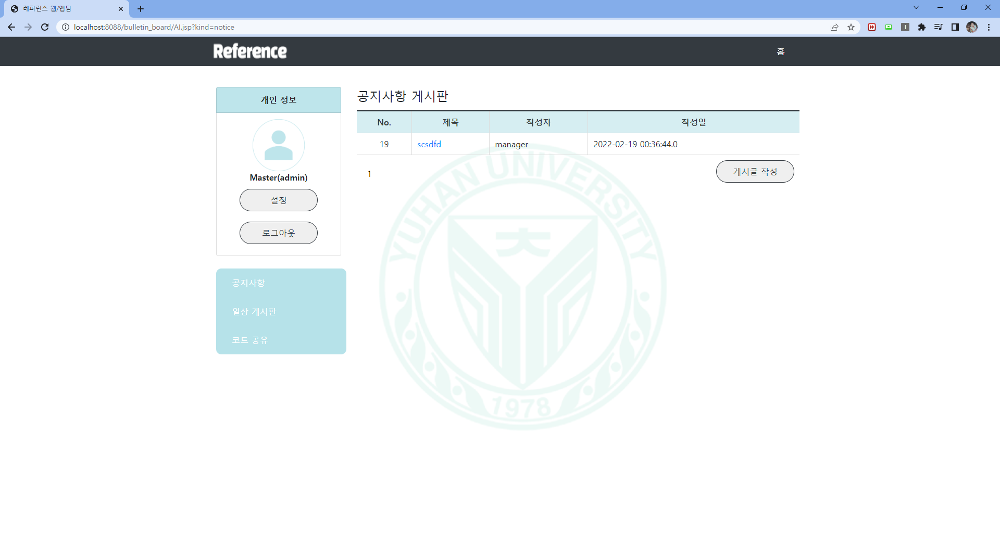 레퍼런스 웹/앱팀
localhost:8088/bulletin_board/AI.jsp?kind=notice
Reference
홈
개인 정보
Master(admin)
설정
로그아웃
공지사항
일상 게시판
코드 공유
공지사항 게시판
No. 제목 작성자 작성일
19 scsdfd manager 2022-02-19 00:36:44.0
1
게시글 작성
YUHAN UNIVERSITY
大
1978